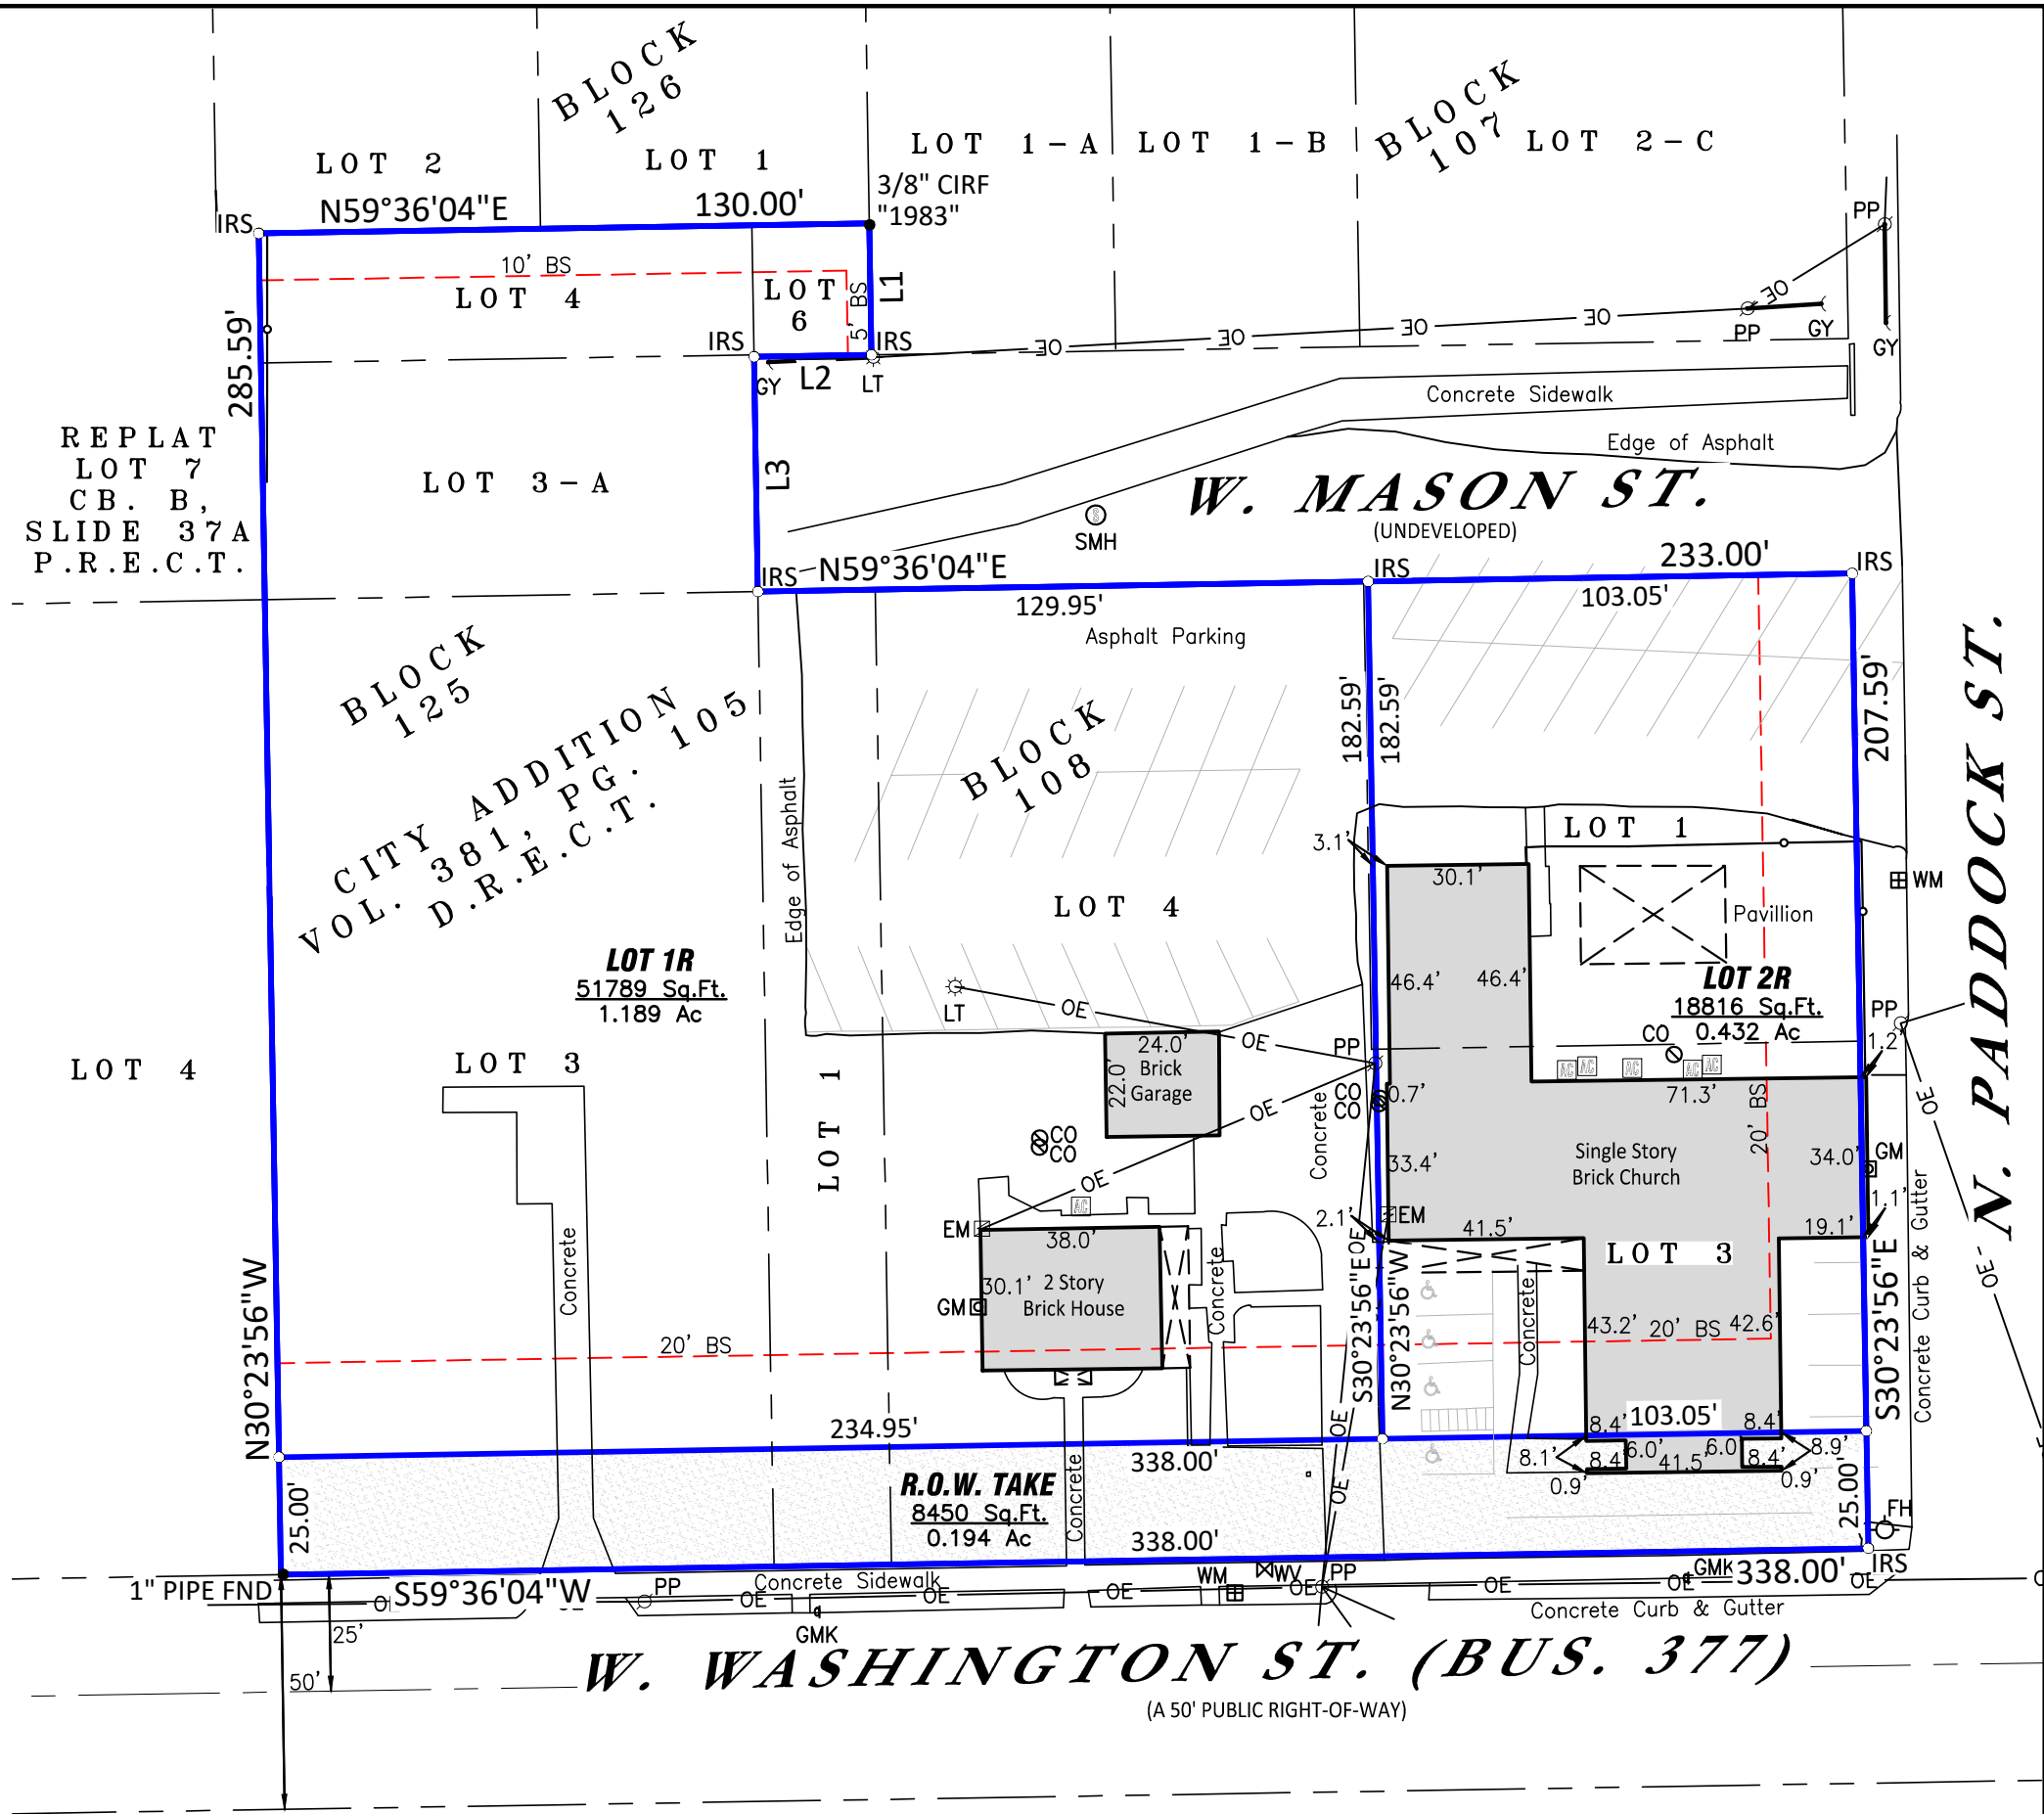 BLOCK
126
BLOCK
107
LOT 2
LOT 1
LOT 1-A
LOT 1-B
LOT 2-C
3/8" CIRF
"1983"
IRS
N59°36'04"E
130.00'
PP
10' BS
LOT 4
LOT
6
5' BS
L1
OE
PP
GY
GY
IRS
IRS
OE
OE
OE
OE
GY
L2
LT
285.59'
Concrete Sidewalk
Edge of Asphalt
REPLAT
LOT 7
CB. B,
SLIDE 37A
P.R.E.C.T.
LOT 3-A
L3
W. MASON ST.
(UNDEVELOPED)
SMH
IRS
N59°36'04"E
IRS
233.00'
IRS
129.95'
103.05'
Asphalt Parking
BLOCK
125
182.59'
182.59'
207.59'
N. PADDOCK ST.
CITY ADDITION
VOL. 381, PG. 105
D.R.E.C.T.
BLOCK
108
Edge of Asphalt
LOT 1
3.1'
30.1'
WM
LOT 4
Pavillion
LOT 1R
51789 Sq.Ft.
1.189 Ac
46.4'
46.4'
LOT 2R
18816 Sq.Ft.
0.432 Ac
LT
OE
OE
PP
CO
PP
1.2'
LOT 4
LOT 3
LOT 1
24.0'
Brick
Garage
22.0'
PP
AC
AC
AC
AC
AC
CO
CO
0.7'
71.3'
20' BS
OE
OE
CO
CO
Concrete
Single Story
Brick Church
33.4'
34.0'
GM
OE
AC
EM
38.0'
2.1'
EM
41.5'
19.1'
1.1'
LOT 3
Concrete
30.1'
2 Story
Brick House
GM
Concrete
OE
S30°23'56"E
N30°23'56"W
Concrete
43.2'
20' BS
42.6'
S30°23'56"E
Concrete Curb & Gutter
OE
N30°23'56"W
20' BS
234.95'
8.4'
103.05'
8.4'
338.00'
OE
8.1'
8.4'
6.0'
41.5'
6.0'
8.4'
8.9'
0.9'
0.9'
R.O.W. TAKE
8450 Sq.Ft.
0.194 Ac
25.00'
Concrete
OE
25.00'
FH
338.00'
1" PIPE FND
S59°36'04"W
PP
Concrete Sidewalk
WM
WV
PP
GMK
338.00'
IRS
OE
OE
OE
OE
OE
OE
OE
GMK
Concrete Curb & Gutter
25'
50'
W. WASHINGTON ST. (BUS. 377)
(A 50' PUBLIC RIGHT-OF-WAY)